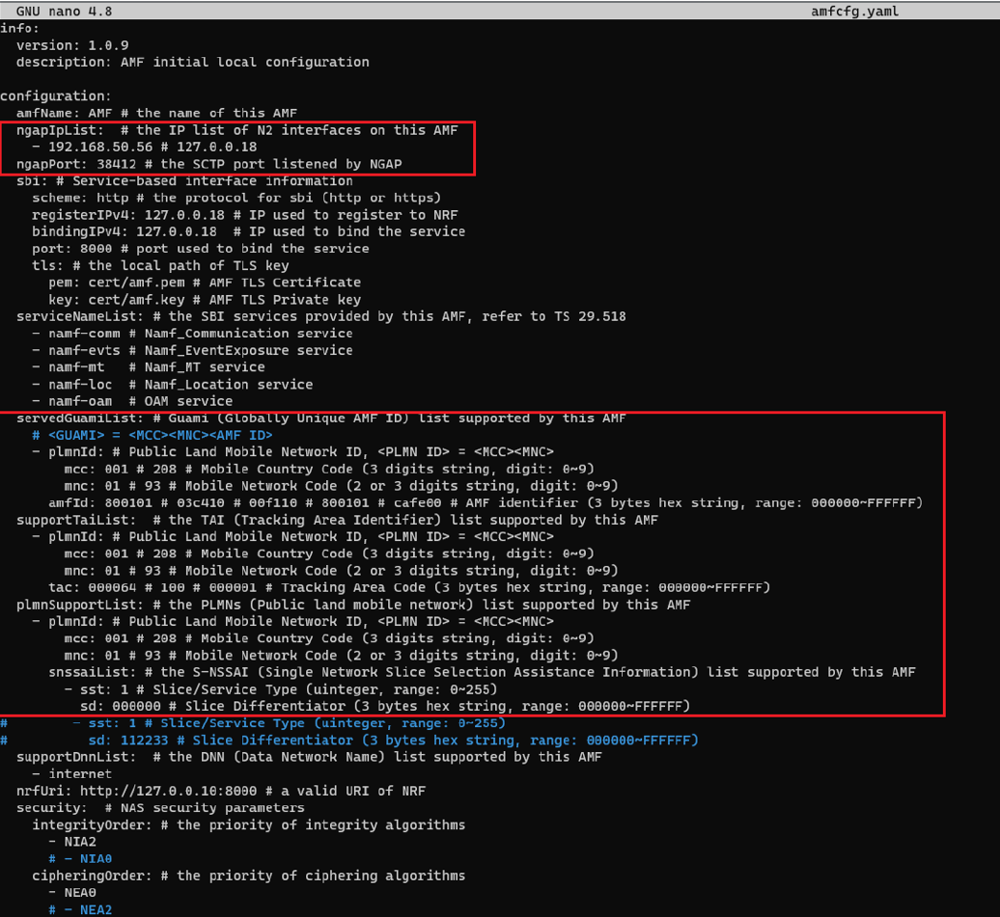 GNU nano 4.8 amfcfg.yaml
info:
  version: 1.0.9
  description: AMF initial local configuration

configuration:
  amfName: AMF # the name of this AMF
  ngapIpList:  # the IP list of N2 interfaces on this AMF
    - 192.168.50.56 # 127.0.0.18
  ngapPort: 38412 # the SCTP port listened by NGAP
  sbi: # Service-based interface information
    scheme: http # the protocol for sbi (http or https)
    registerIPv4: 127.0.0.18 # IP used to register to NRF
    bindingIPv4: 127.0.0.18  # IP used to bind the service
    port: 8000 # port used to bind the service
    tls: # the local path of TLS key
      pem: cert/amf.pem # AMF TLS Certificate
      key: cert/amf.key # AMF TLS Private key
  serviceNameList: # the SBI services provided by this AMF, refer to TS 29.518
    - namf-comm # Namf_Communication service
    - namf-evts # Namf_EventExposure service
    - namf-mt   # Namf_MT service
    - namf-loc  # Namf_Location service
    - namf-oam  # OAM service
  servedGuamiList: # Guami (Globally Unique AMF ID) list supported by this AMF
    # <GUAMI> = <MCC><MNC><AMF ID>
    - plmnId: # Public Land Mobile Network ID, <PLMN ID> = <MCC><MNC>
        mcc: 001 # 208 # Mobile Country Code (3 digits string, digit: 0~9)
        mnc: 01 # 93 # Mobile Network Code (2 or 3 digits string, digit: 0~9)
      amfId: 800101 # 03c410 # 00f110 # 800101 # cafe00 # AMF identifier (3 bytes hex string, range: 000000~FFFFFF)
  supportTaiList:  # the TAI (Tracking Area Identifier) list supported by this AMF
    - plmnId: # Public Land Mobile Network ID, <PLMN ID> = <MCC><MNC>
        mcc: 001 # 208 # Mobile Country Code (3 digits string, digit: 0~9)
        mnc: 01 # 93 # Mobile Network Code (2 or 3 digits string, digit: 0~9)
      tac: 000064 # 100 # 000001 # Tracking Area Code (3 bytes hex string, range: 000000~FFFFFF)
  plmnSupportList: # the PLMNs (Public land mobile network) list supported by this AMF
    - plmnId: # Public Land Mobile Network ID, <PLMN ID> = <MCC><MNC>
        mcc: 001 # 208 # Mobile Country Code (3 digits string, digit: 0~9)
        mnc: 01 # 93 # Mobile Network Code (2 or 3 digits string, digit: 0~9)
      snssaiList: # the S-NSSAI (Single Network Slice Selection Assistance Information) list supported by this AMF
        - sst: 1 # Slice/Service Type (uinteger, range: 0~255)
          sd: 000000 # Slice Differentiator (3 bytes hex string, range: 000000~FFFFFF)
#        - sst: 1 # Slice/Service Type (uinteger, range: 0~255)
#          sd: 112233 # Slice Differentiator (3 bytes hex string, range: 000000~FFFFFF)
  supportDnnList:  # the DNN (Data Network Name) list supported by this AMF
    - internet
  nrfUri: http://127.0.0.10:8000 # a valid URI of NRF
  security:  # NAS security parameters
    integrityOrder: # the priority of integrity algorithms
      - NIA2
      # - NIA0
    cipheringOrder: # the priority of ciphering algorithms
      - NEA0
      # - NEA2